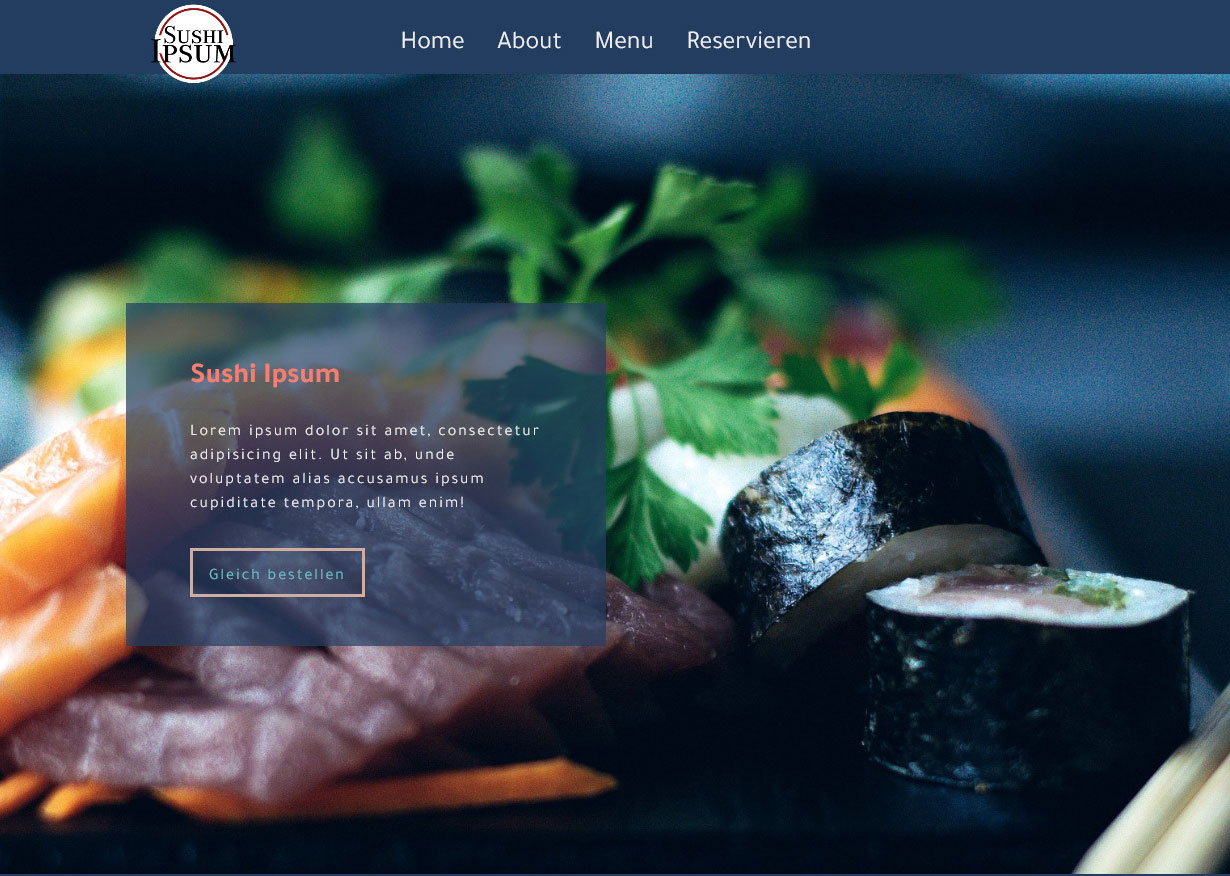 SUSHI
IPSUM
Home About Menu Reservieren
Sushi Ipsum
Lorem ipsum dolor sit amet, consectetur
adipisicing elit. Ut sit ab, unde
voluptatem alias accusamus ipsum
cupiditate tempora, ullam enim!
Gleich bestellen